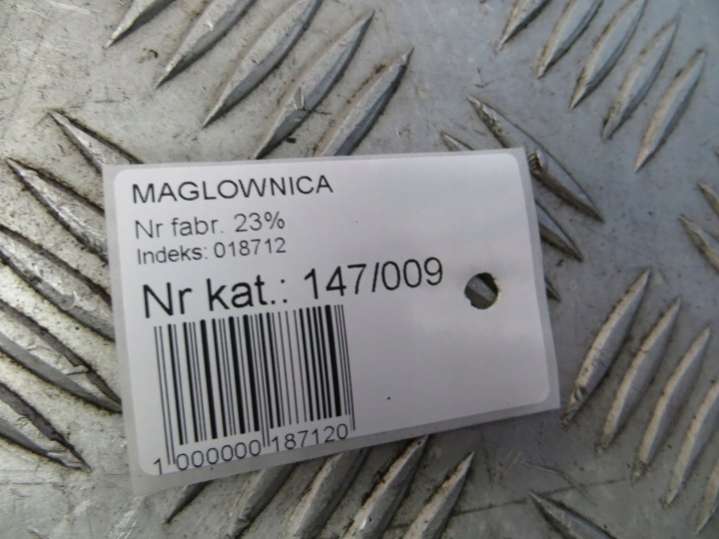 MAGLOWNICA
Nr fabr. 23%
Indeks: 018712
Nr kat.: 147/009
1 000000 187120